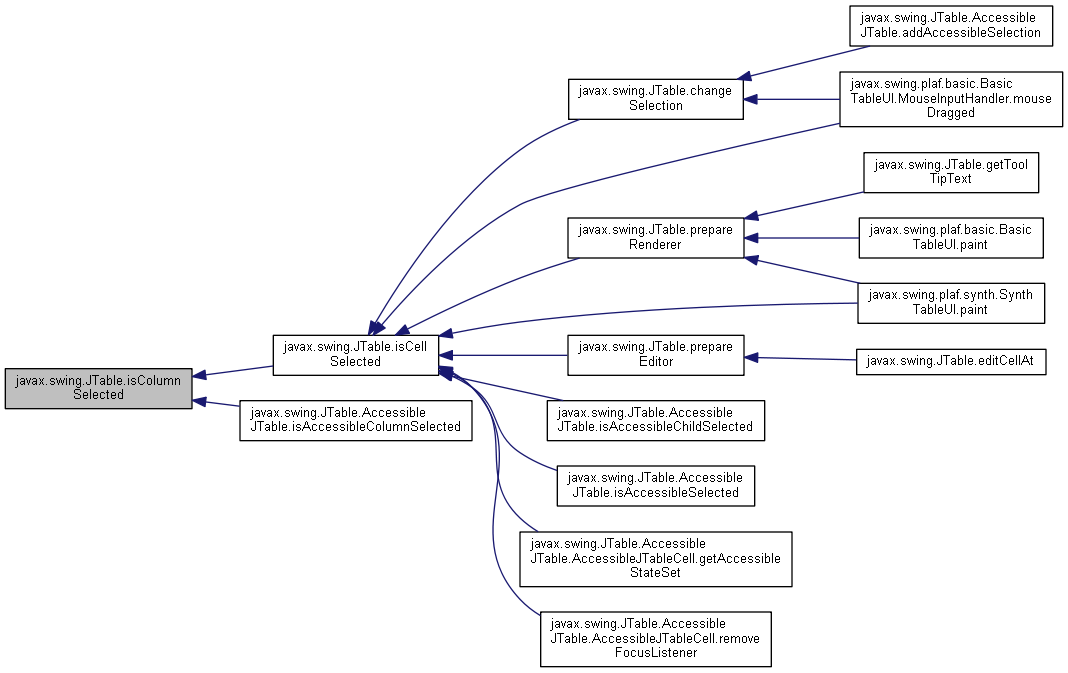 javax.swing.JTable.Accessible
JTable.addAccessibleSelection
javax.swing.JTable.change
Selection
javax.swing.plaf.basic.Basic
TableUI.MouseInputHandler.mouse
Dragged
javax.swing.JTable.getTool
TipText
javax.swing.JTable.prepare
Renderer
javax.swing.plaf.basic.Basic
TableUI.paint
javax.swing.plaf.synth.Synth
TableUI.paint
javax.swing.JTable.isCell
Selected
javax.swing.JTable.prepare
Editor
javax.swing.JTable.editCellAt
javax.swing.JTable.isColumn
Selected
javax.swing.JTable.Accessible
JTable.isAccessibleColumnSelected
javax.swing.JTable.Accessible
JTable.isAccessibleChildSelected
javax.swing.JTable.Accessible
JTable.isAccessibleSelected
javax.swing.JTable.Accessible
JTable.AccessibleJTableCell.getAccessible
StateSet
javax.swing.JTable.Accessible
JTable.AccessibleJTableCell.remove
FocusListener